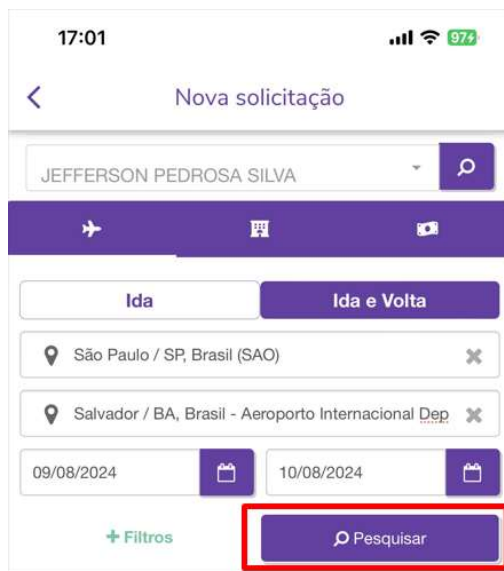 17:01 97
Nova solicitação
JEFFERSON PEDROSA SILVA
Ida Ida e Volta
São Paulo / SP, Brasil (SAO)
Salvador / BA, Brasil - Aeroporto Internacional Dep
09/08/2024 10/08/2024
+ Filtros Pesquisar